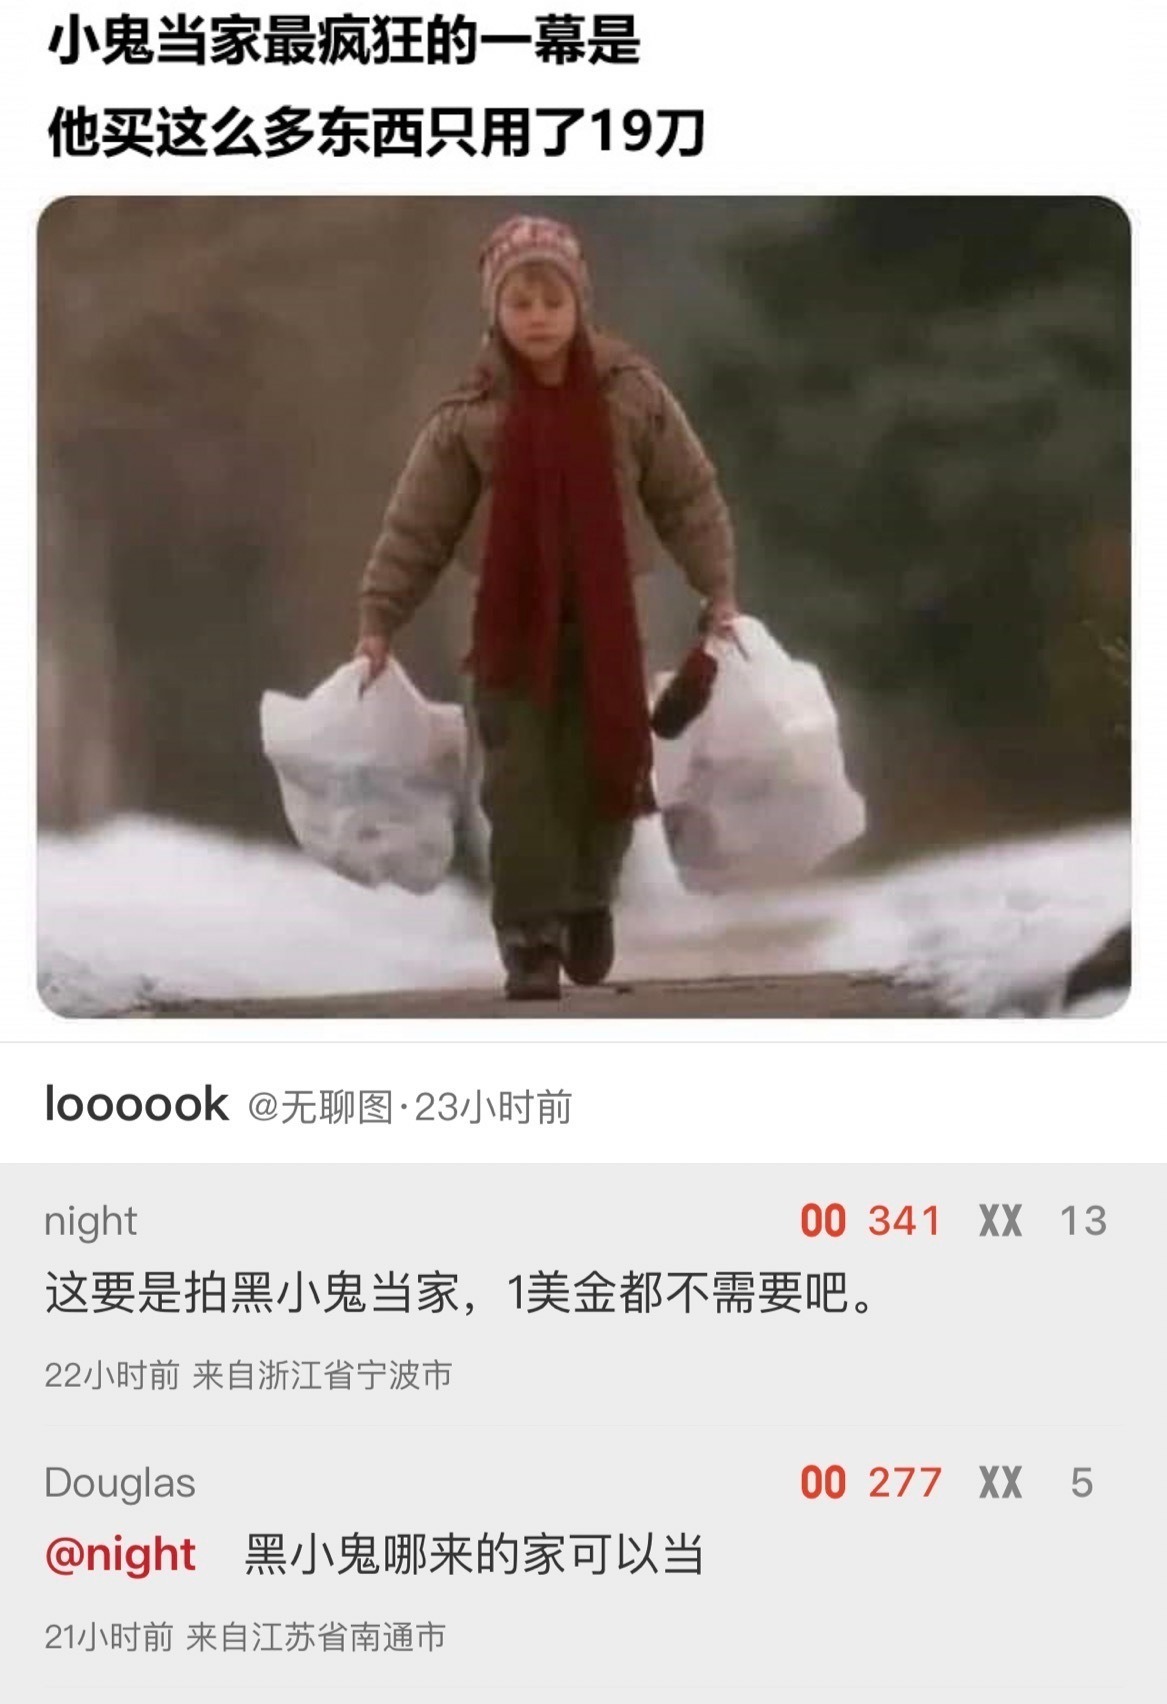 小鬼当家最疯狂的一幕是
他买这么多东西只用了19刀
loooook @无聊图·23小时前
night OO 341 XX 13
这要是拍黑小鬼当家，1美金都不需要吧。
22小时前 来自浙江省宁波市
Douglas OO 277 XX 5
@night 黑小鬼哪来的家可以当
21小时前 来自江苏省南通市